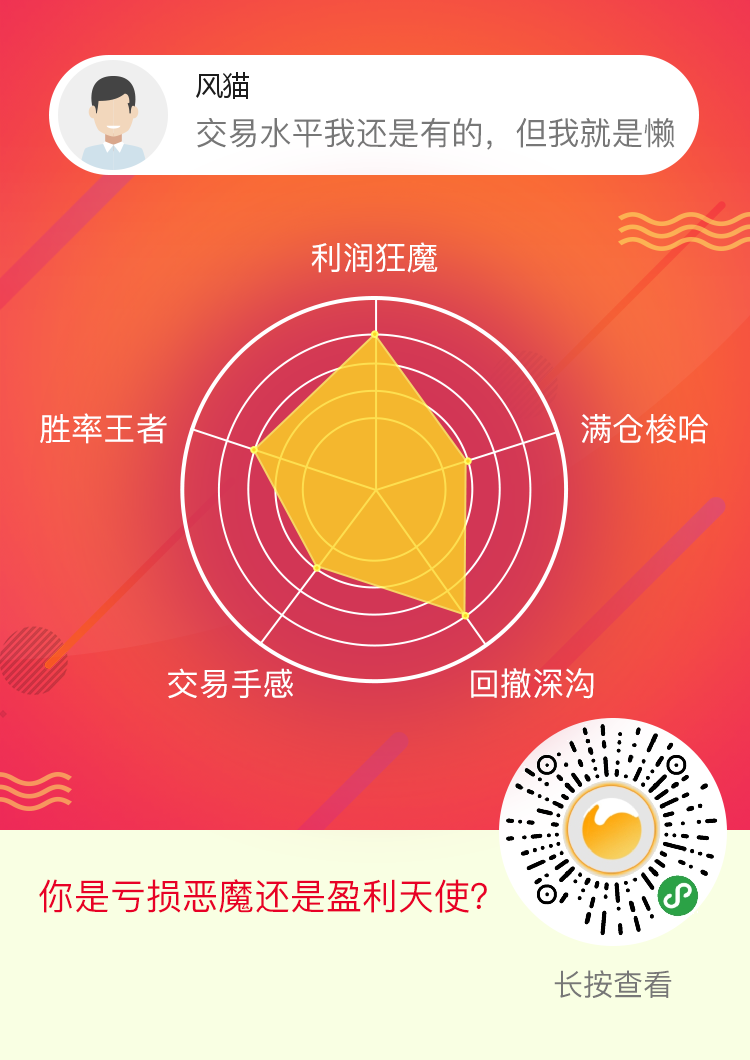 风猫
交易水平我还是有的，但我就是懒
利润狂魔
胜率王者
满仓梭哈
交易手感
回撤深沟
你是亏损恶魔还是盈利天使？
长按查看